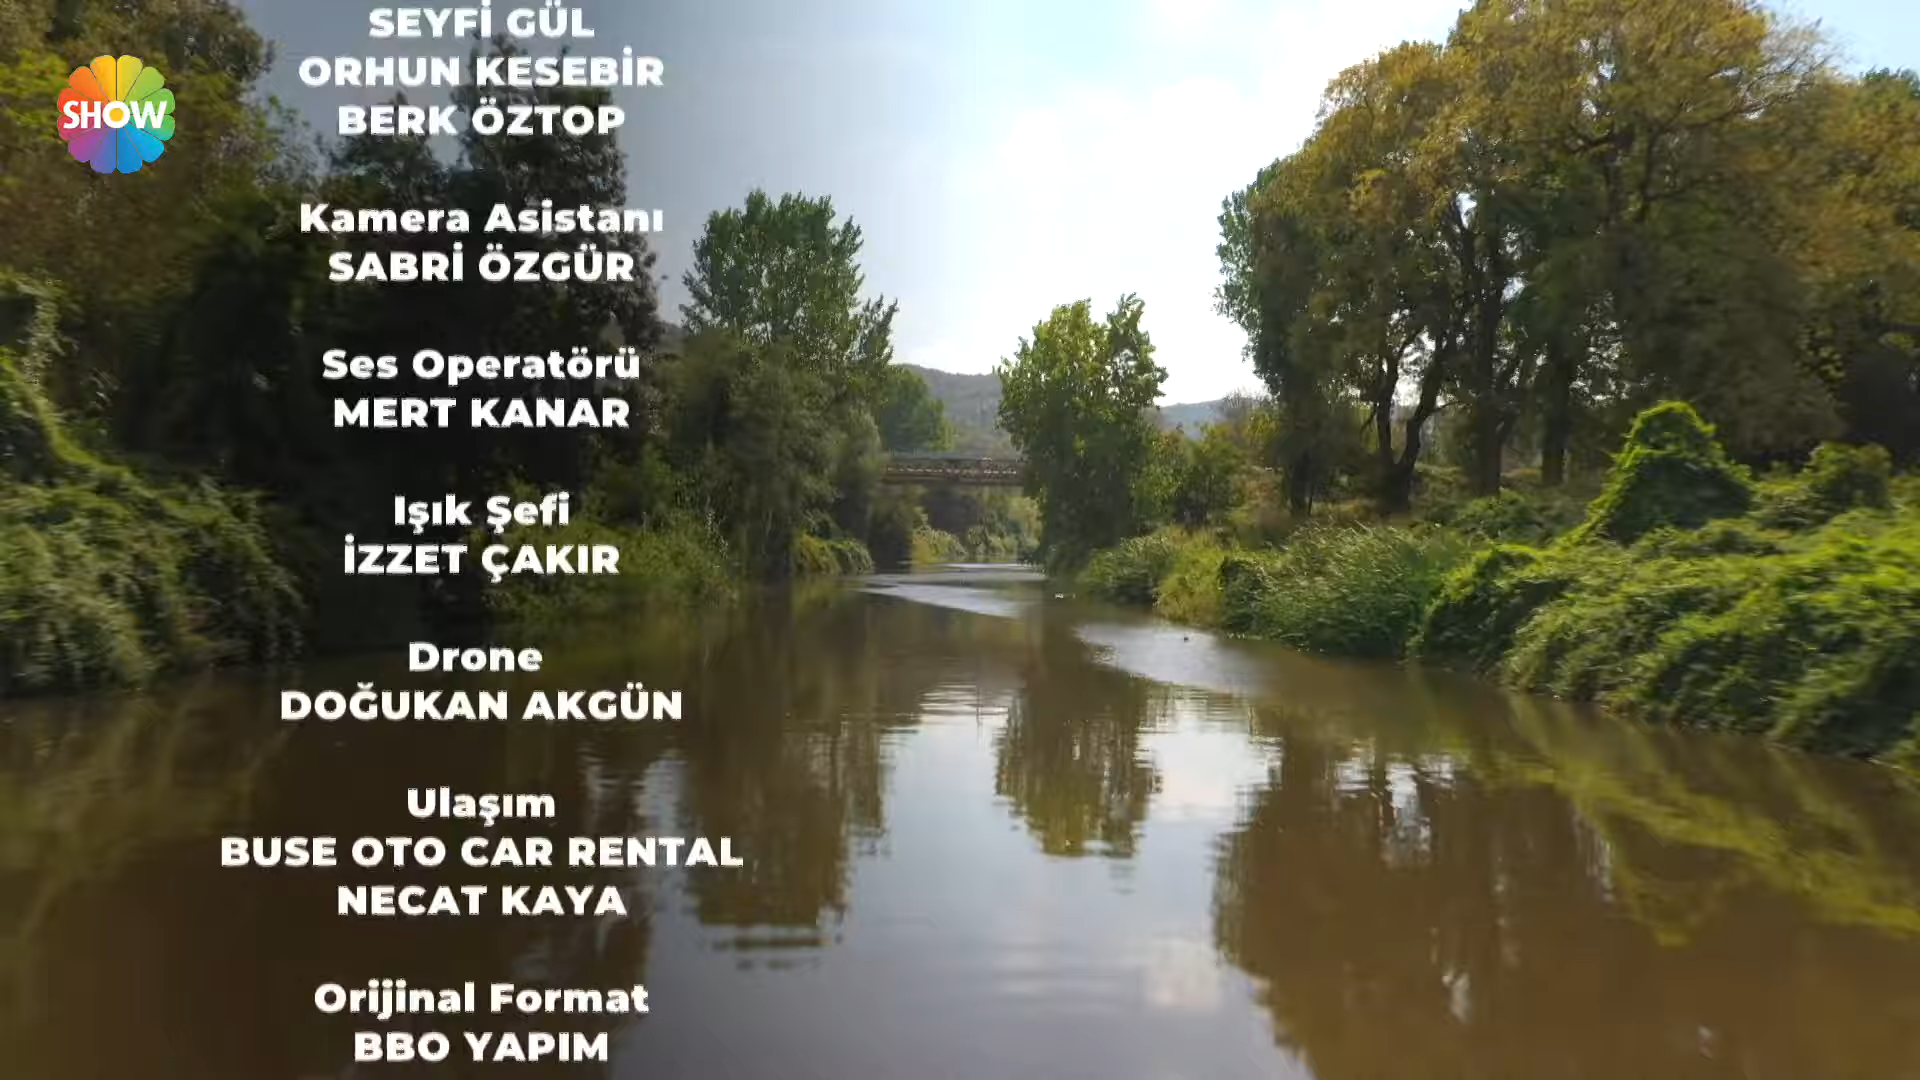 SEYFİ GÜL
ORHUN KESEBİR
BERK ÖZTOP
SHOW
Kamera Asistanı
SABRİ ÖZGÜR
Ses Operatörü
MERT KANAR
Işık Şefi
İZZET ÇAKIR
Drone
DOĞUKAN AKGÜN
Ulaşım
BUSE OTO CAR RENTAL
NECAT KAYA
Orijinal Format
BBO YAPIM